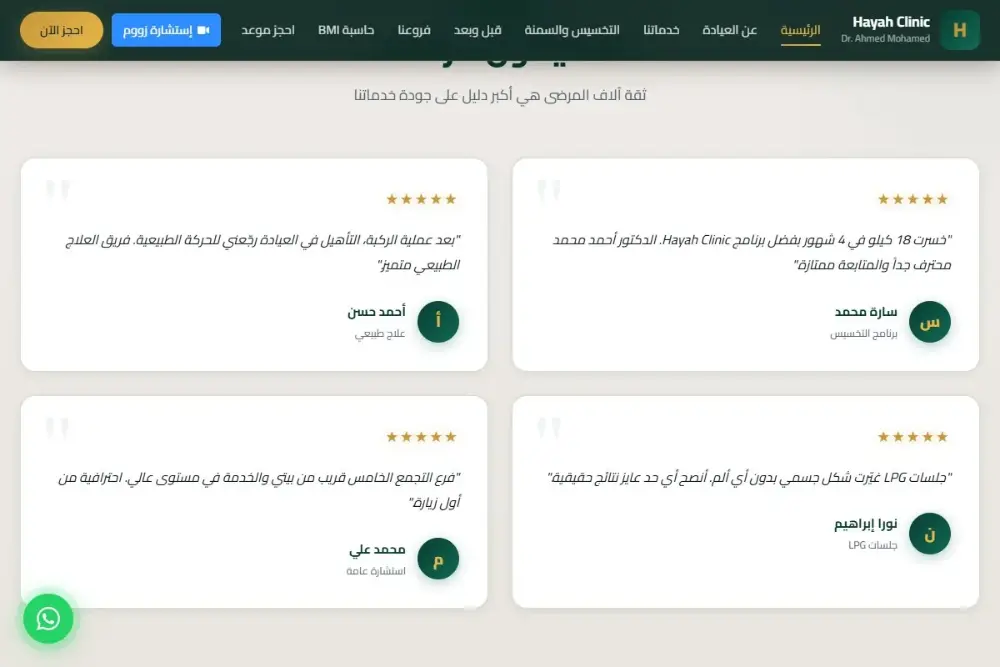 H
Hayah Clinic
Dr. Ahmed Mohamed
الرئيسية
عن العيادة
خدماتنا
التخسيس والسمنة
قبل وبعد
فروعنا
حاسبة BMI
احجز موعد
إستشارة زووم
احجز الآن
ثقة آلاف المرضى هي أكبر دليل على جودة خدماتنا
★★★★★
"خسرت 18 كيلو في 4 شهور بفضل برنامج Hayah Clinic. الدكتور أحمد محمد
محترف جداً والمتابعة ممتازة"
س
سارة محمد
برنامج التخسيس
★★★★★
"بعد عملية الركبة، التأهيل في العيادة رجّعني للحركة الطبيعية. فريق العلاج
الطبيعي متميز"
أ
أحمد حسن
علاج طبيعي
★★★★★
"جلسات LPG غيّرت شكل جسمي بدون أي ألم. أنصح أي حد عايز نتائج حقيقية"
ن
نورا إبراهيم
جلسات LPG
★★★★★
"فرع التجمع الخامس قريب من بيتي والخدمة في مستوى عالي. احترافية من
أول زيارة"
م
محمد علي
استشارة عامة